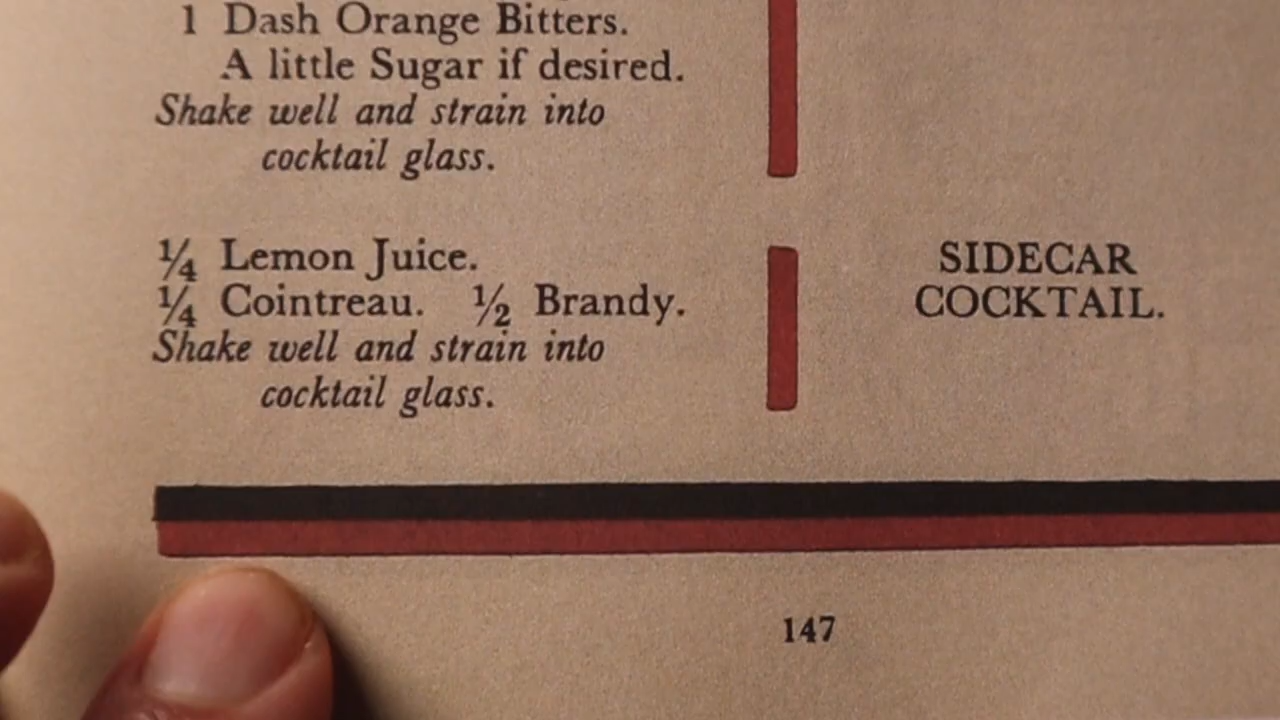 1 Dash Orange Bitters.
A little Sugar if desired.
Shake well and strain into
cocktail glass.
¼ Lemon Juice.
¼ Cointreau. ½ Brandy.
Shake well and strain into
cocktail glass.
SIDECAR
COCKTAIL.
147